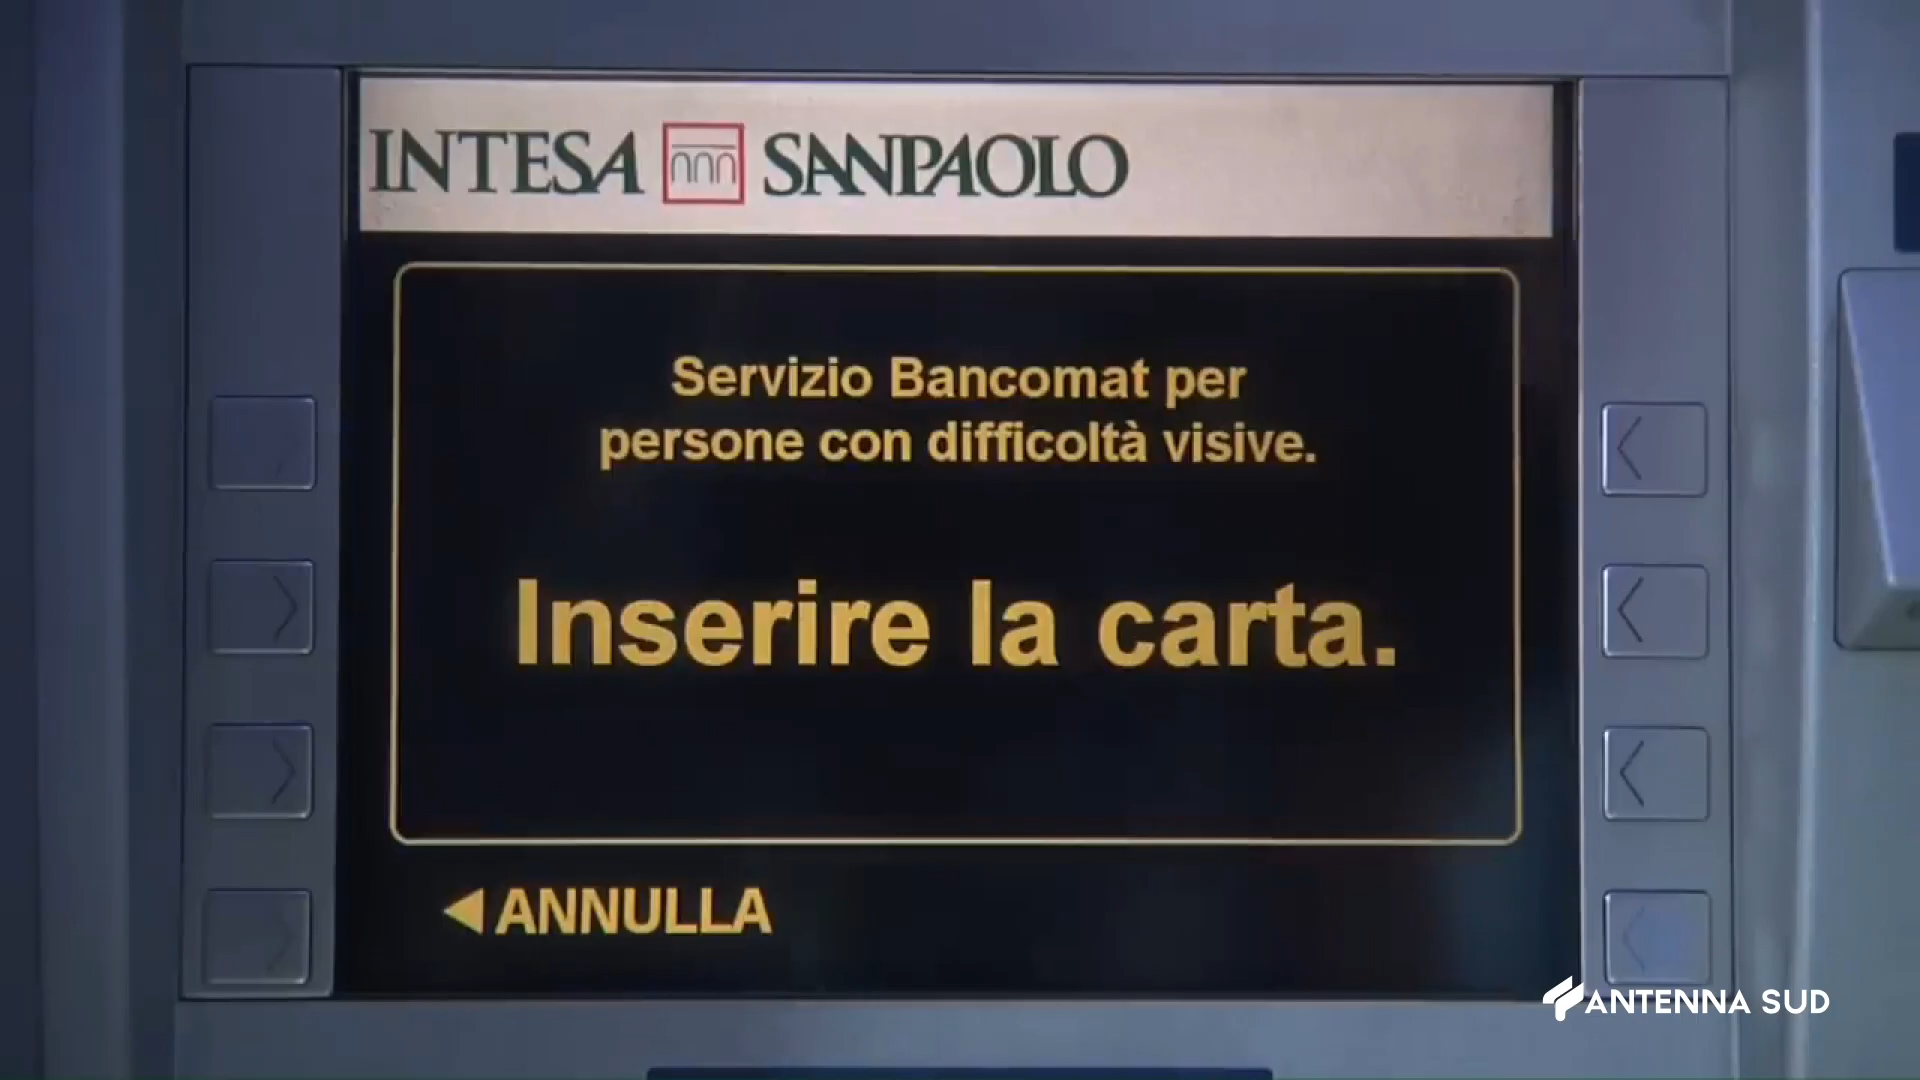 INTESA SANPAOLO
Servizio Bancomat per
persone con difficoltà visive.
Inserire la carta.
ANNULLA
ANTENNA SUD